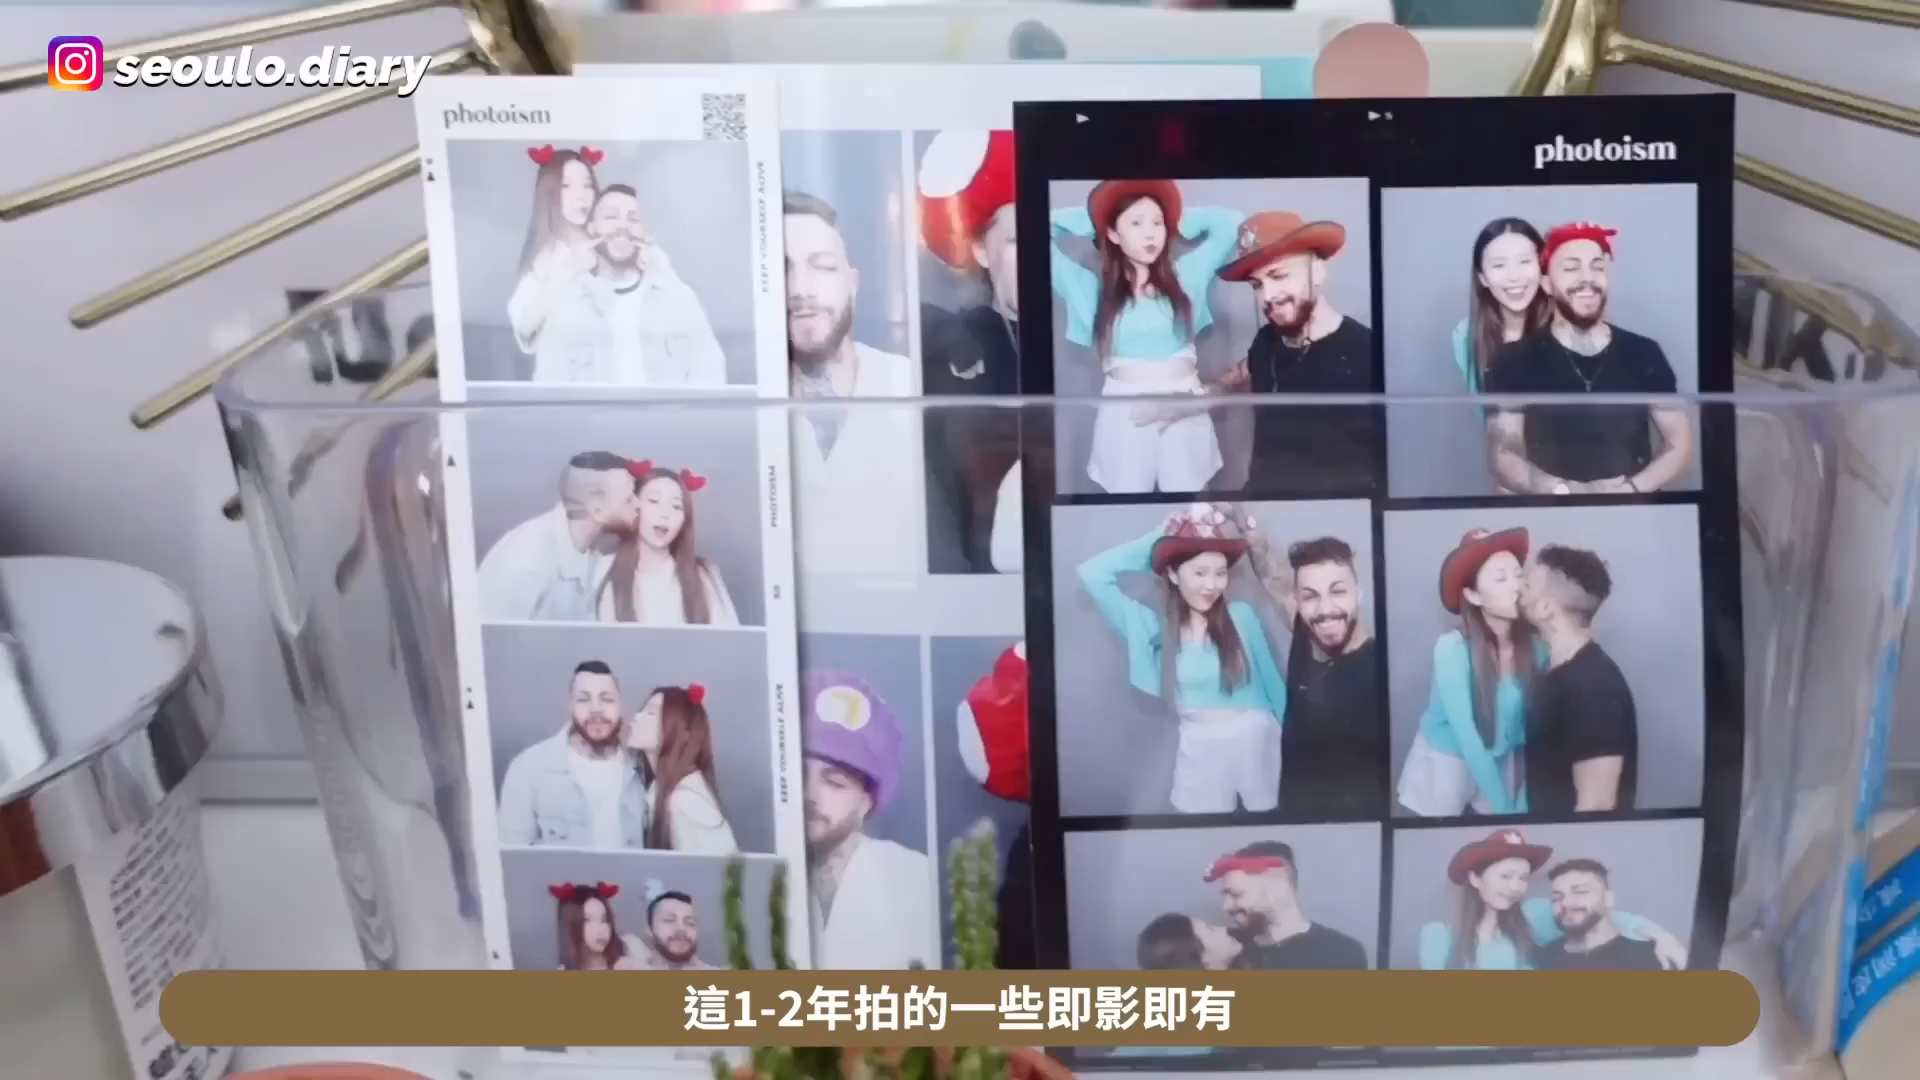 seoulo.diary
photoism
KEEP YOURSELF ALIVE
PHOTOISM
KEEP YOURSELF ALIVE
photoism
這1-2年拍的一些即影即有